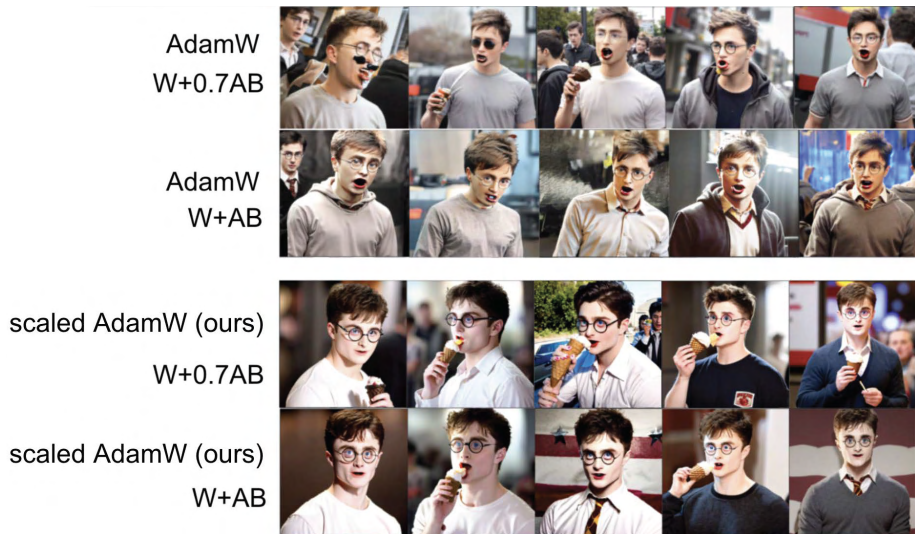 AdamW
W+0.7AB
AdamW
W+AB
scaled AdamW (ours)
W+0.7AB
scaled AdamW (ours)
W+AB